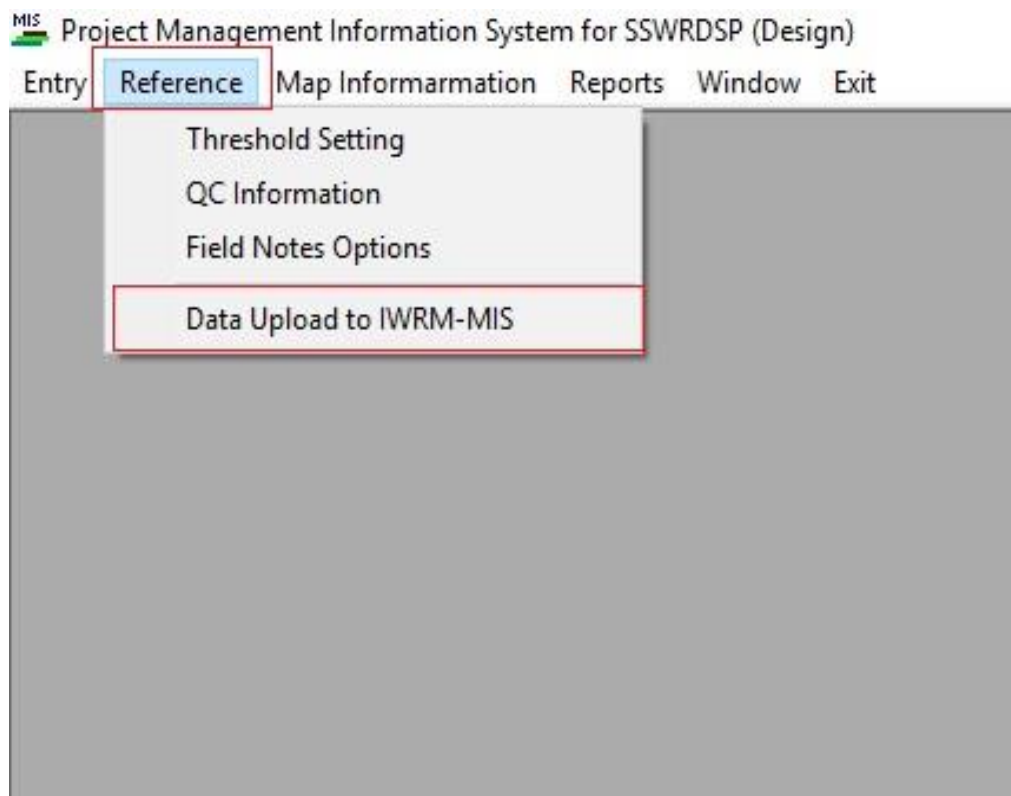 MIS
Project Management Information System for SSWRDSP (Design)
Entry Reference Map Informarmation Reports Window Exit
Threshold Setting
QC Information
Field Notes Options
Data Upload to IWRM-MIS